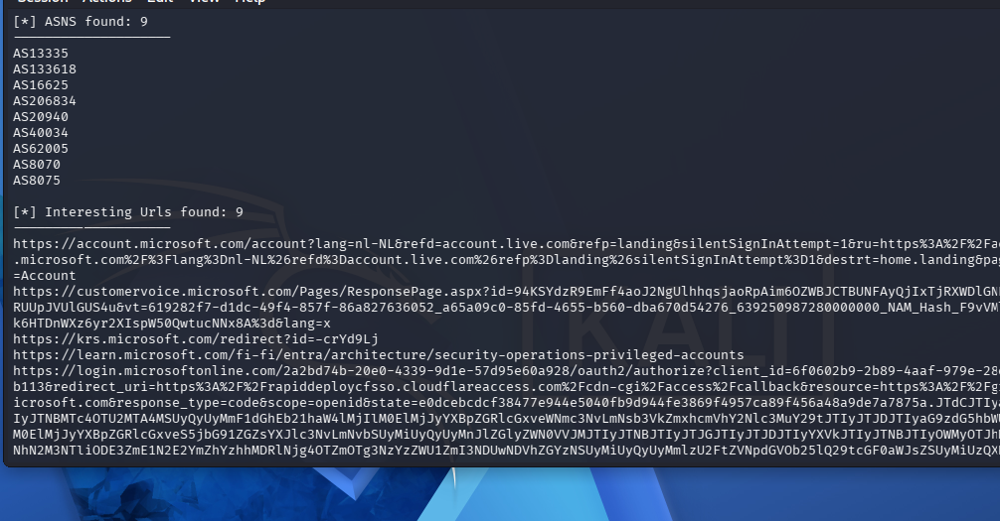 Session Actions Edit View Help
[*] ASNS found: 9
AS13335
AS133618
AS16625
AS206834
AS20940
AS40034
AS62005
AS8070
AS8075
[*] Interesting Urls found: 9
https://account.microsoft.com/account?lang=nl-NL&refd=account.live.com&refp=landing&silentSignInAttempt=1&ru=https%3A%2F%2Fac
.microsoft.com%2F%3Flang%3Dnl-NL%26refd%3Daccount.live.com%26refp%3Dlanding%26silentSignInAttempt%3D1&destrt=home.landing&pag
=Account
https://customervoice.microsoft.com/Pages/ResponsePage.aspx?id=94KSYdzR9EmFf4aoJ2NgUlhhqsjaoRpAim6OZWBJCTBUNFAyQjIxTjRXWDlGN
RUUpJVUlGUS4u&vt=619282f7-d1dc-49f4-857f-86a827636052_a65a09c0-85fd-4655-b560-dba670d54276_639250987280000000_NAM_Hash_F9vVM
k6HTDnWXz6yr2XIspW50QwtucNNx8A%3d&lang=x
https://krs.microsoft.com/redirect?id=-crYd9Lj
https://learn.microsoft.com/fi-fi/entra/architecture/security-operations-privileged-accounts
https://login.microsoftonline.com/2a2bd74b-20e0-4339-9d1e-57d95e60a928/oauth2/authorize?client_id=6f0602b9-2b89-4aaf-979e-28
b113&redirect_uri=https%3A%2F%2Frapiddeploycfsso.cloudflareaccess.com%2Fcdn-cgi%2Faccess%2Fcallback&resource=https%2F%2Fg
icrosoft.com&response_type=code&scope=openid&state=e0dcebcdcf38477e944e5040fb9d944fe3869f4957ca89f456a48a9de7a7875a.JTdCJTIy
IyJTNBMTc4OTU2MTA4MSUyQyUyMmF1dGhEb21haW4lMjIlM0ElMjJyYXBpZGRlcGxveWNmc3NvLmNsb3VkZmxhcmVhY2Nlc3MuY29tJTIyJTJDJTIyaG9zdG5hbW
M0ElMjJyYXBpZGRlcGxveS5jbG91ZGZsYXJlc3NvLmNvbSUyMiUyQyUyMnJlZGlyZWN0VVJMJTIyJTNBJTIyJTJGJTIyJTJDJTIyYXVkJTIyJTNBJTIyOWMyOTJh
NhN2M3NTliODE3ZmE1N2E2YmZhYzhhMDRlNjg4OTZmOTg3NzYzZWU1ZmI3NDUwNDVhZGYzNSUyMiUyQyUyMmlzU2FtZVNpdGVOb25lQ29tcGF0aWJsZSUyMiUzQX
KALI